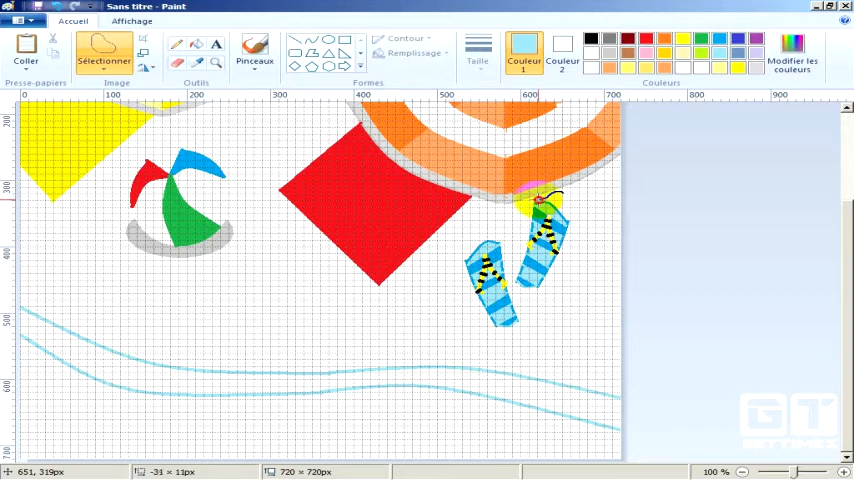 Sans titre - Paint
Accueil Affichage
Coller
Sélectionner
Pinceaux
Contour
Remplissage
Taille
Couleur 1
Couleur 2
Modifier les couleurs
Presse-papiers Image Outils Formes Couleurs
0 100 200 300 400 500 600 700 800 900
200
300
400
500
600
700
GT
651, 319px -31 × 11px 720 × 720px 100 %